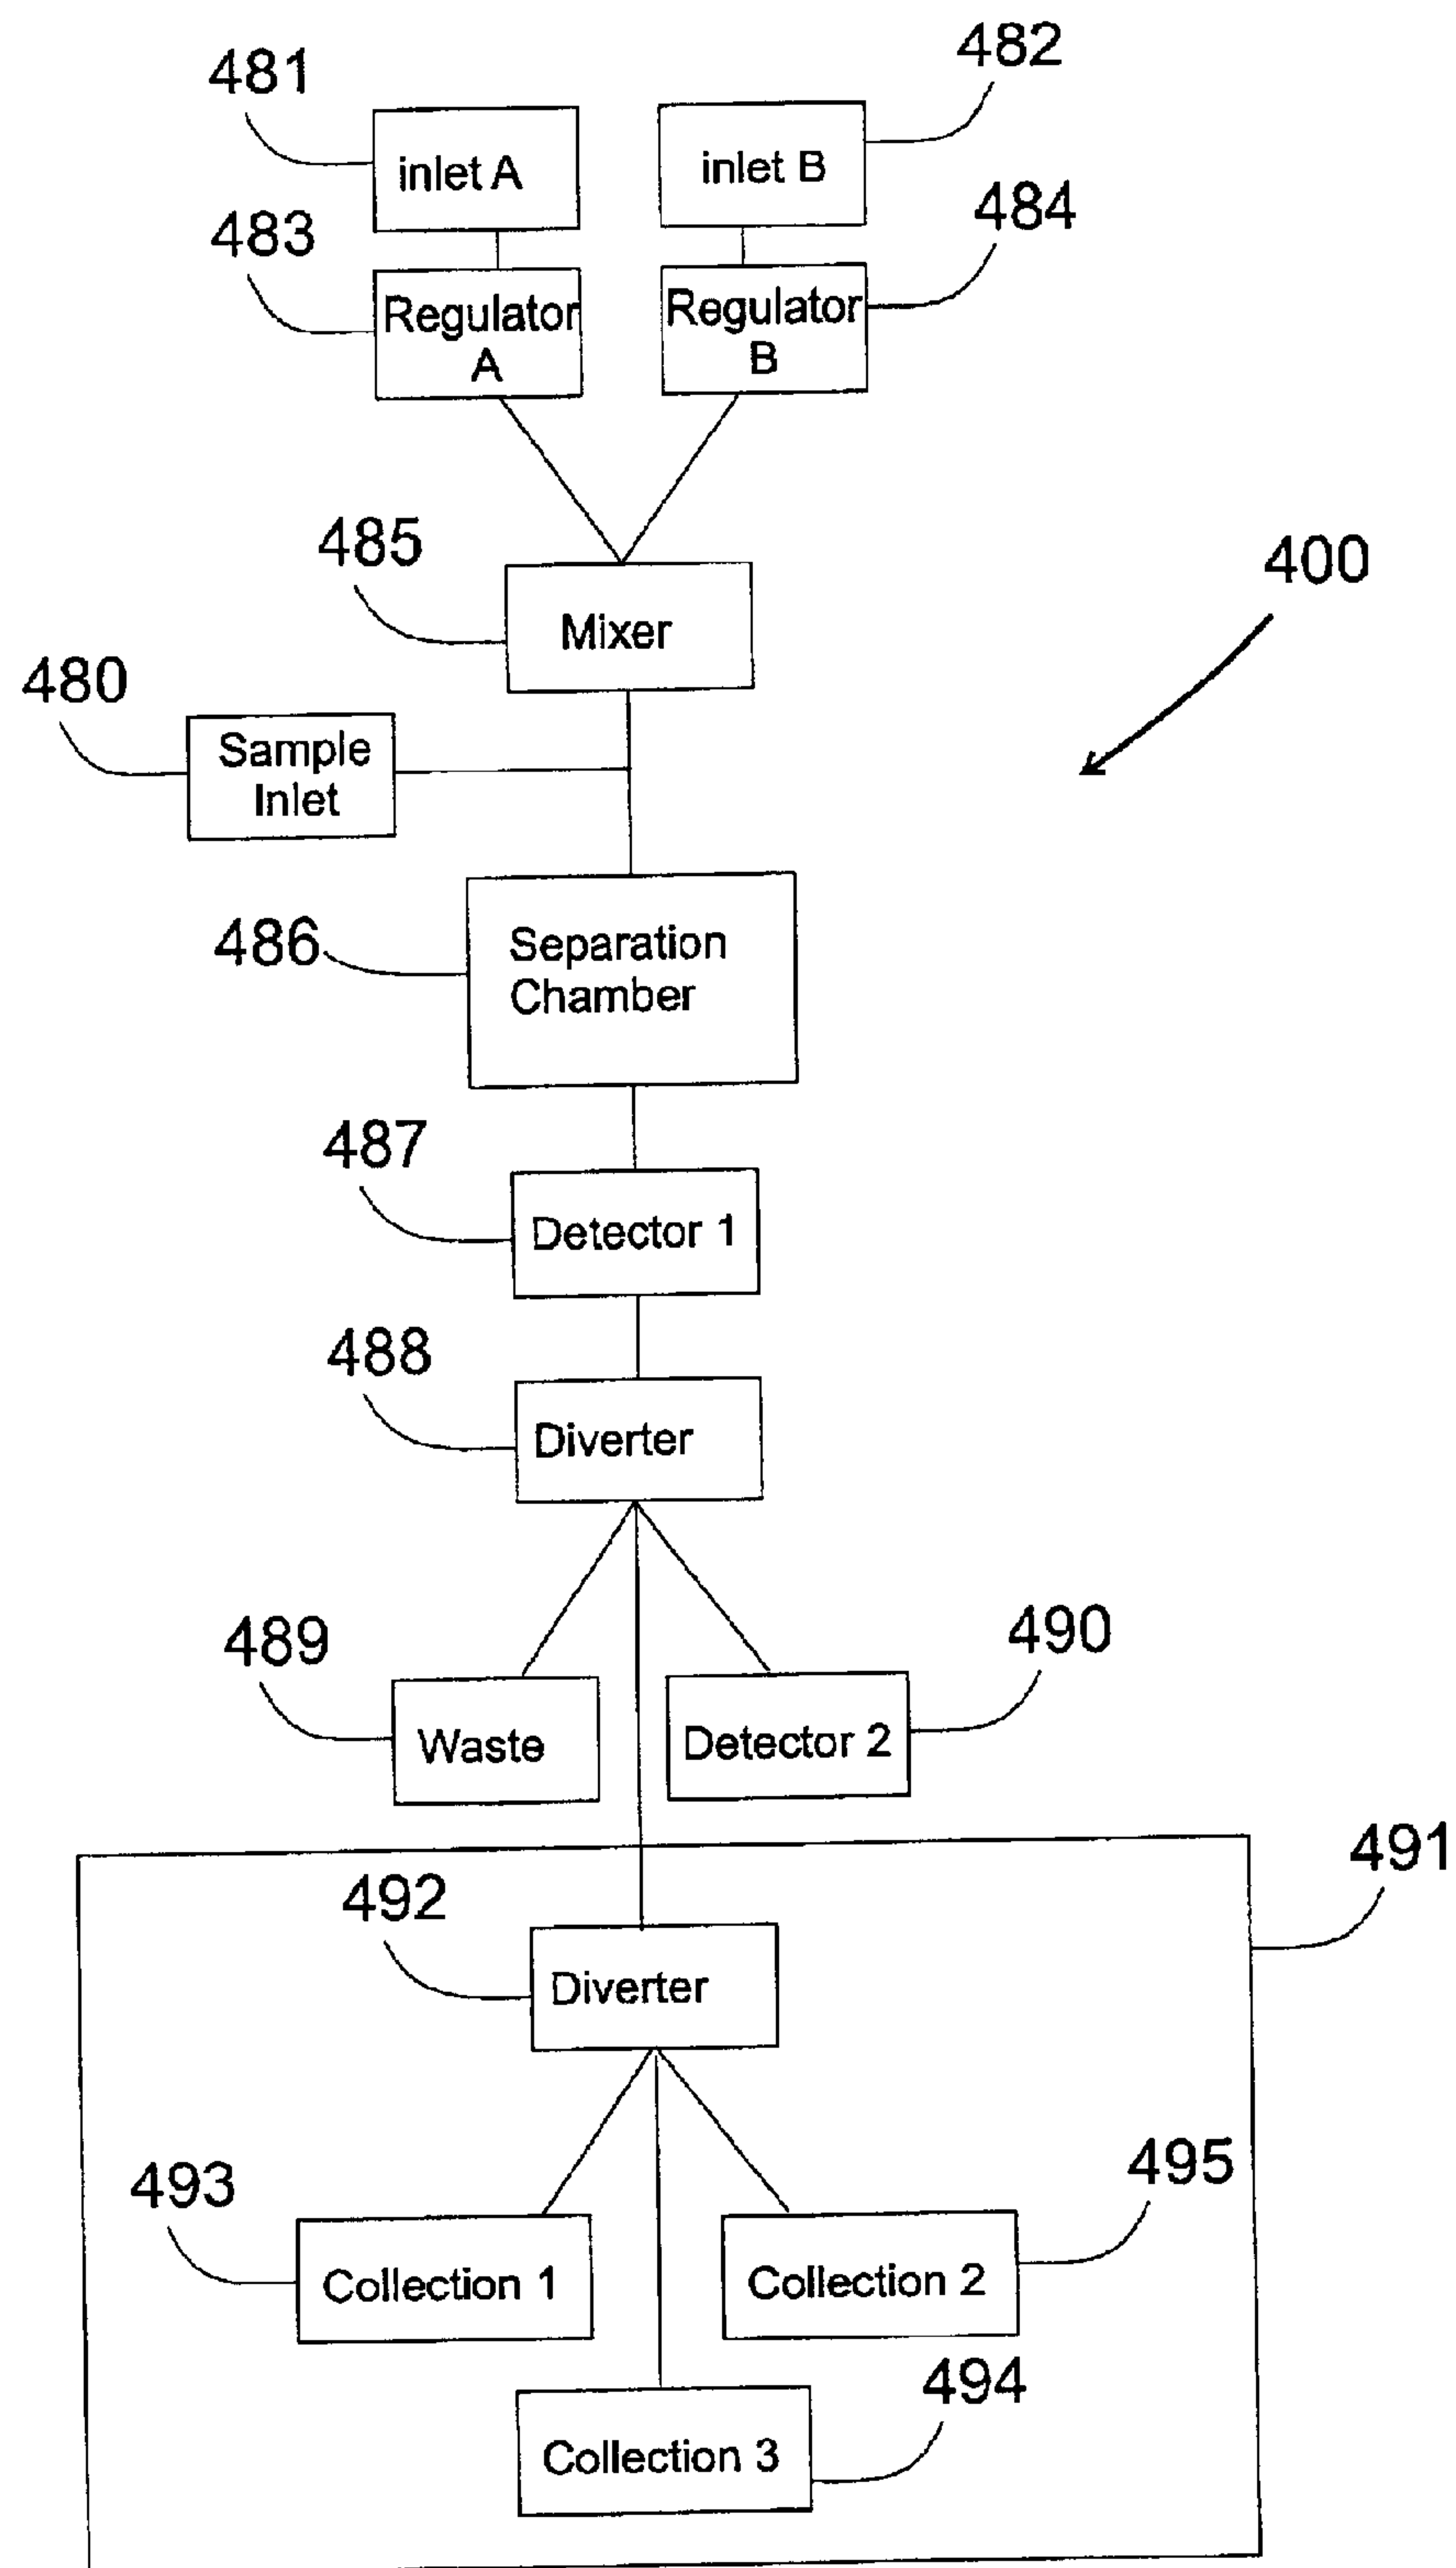 481
482
inlet A
inlet B
483
484
Regulator
A
Regulator
B
485
Mixer
400
480
Sample
Inlet
486
Separation
Chamber
487
Detector 1
488
Diverter
489
490
Waste
Detector 2
491
492
Diverter
493
495
Collection 1
Collection 2
494
Collection 3